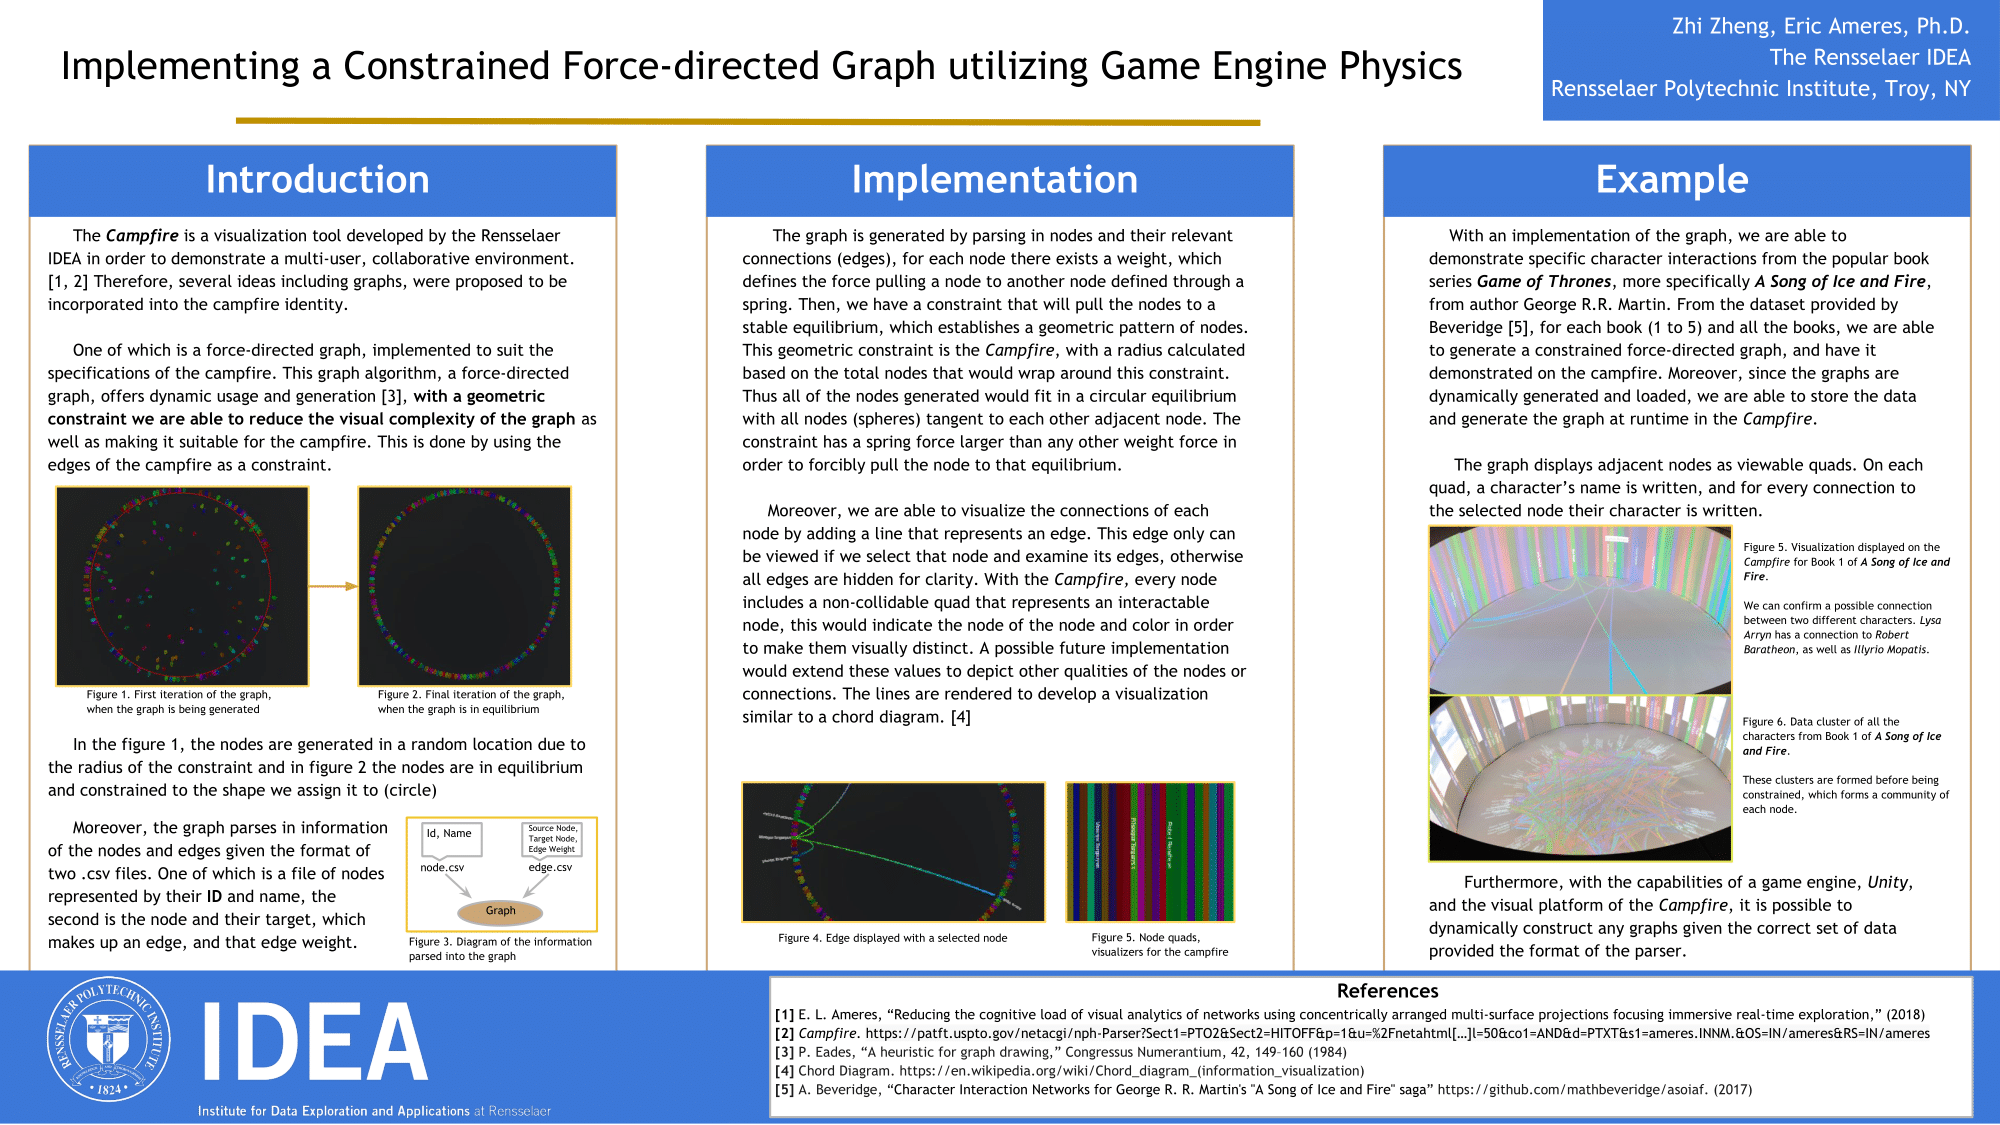 Implementing a Constrained Force-directed Graph utilizing Game Engine Physics
Zhi Zheng, Eric Ameres, Ph.D.
The Rensselaer IDEA
Rensselaer Polytechnic Institute, Troy, NY
Introduction
The Campfire is a visualization tool developed by the Rensselaer
IDEA in order to demonstrate a multi-user, collaborative environment.
[1, 2] Therefore, several ideas including graphs, were proposed to be
incorporated into the campfire identity.
One of which is a force-directed graph, implemented to suit the
specifications of the campfire. This graph algorithm, a force-directed
graph, offers dynamic usage and generation [3], with a geometric
constraint we are able to reduce the visual complexity of the graph as
well as making it suitable for the campfire. This is done by using the
edges of the campfire as a constraint.
Figure 1. First iteration of the graph,
when the graph is being generated
Figure 2. Final iteration of the graph,
when the graph is in equilibrium
In the figure 1, the nodes are generated in a random location due to
the radius of the constraint and in figure 2 the nodes are in equilibrium
and constrained to the shape we assign it to (circle)
Moreover, the graph parses in information
of the nodes and edges given the format of
two .csv files. One of which is a file of nodes
represented by their ID and name, the
second is the node and their target, which
makes up an edge, and that edge weight.
Id, Name
Source Node,
Target Node,
Edge Weight
node.csv
edge.csv
Graph
Figure 3. Diagram of the information
parsed into the graph
Implementation
The graph is generated by parsing in nodes and their relevant
connections (edges), for each node there exists a weight, which
defines the force pulling a node to another node defined through a
spring. Then, we have a constraint that will pull the nodes to a
stable equilibrium, which establishes a geometric pattern of nodes.
This geometric constraint is the Campfire, with a radius calculated
based on the total nodes that would wrap around this constraint.
Thus all of the nodes generated would fit in a circular equilibrium
with all nodes (spheres) tangent to each other adjacent node. The
constraint has a spring force larger than any other weight force in
order to forcibly pull the node to that equilibrium.
Moreover, we are able to visualize the connections of each
node by adding a line that represents an edge. This edge only can
be viewed if we select that node and examine its edges, otherwise
all edges are hidden for clarity. With the Campfire, every node
includes a non-collidable quad that represents an interactable
node, this would indicate the node of the node and color in order
to make them visually distinct. A possible future implementation
would extend these values to depict other qualities of the nodes or
connections. The lines are rendered to develop a visualization
similar to a chord diagram. [4]
Figure 4. Edge displayed with a selected node
Figure 5. Node quads,
visualizers for the campfire
Example
With an implementation of the graph, we are able to
demonstrate specific character interactions from the popular book
series Game of Thrones, more specifically A Song of Ice and Fire,
from author George R.R. Martin. From the dataset provided by
Beveridge [5], for each book (1 to 5) and all the books, we are able
to generate a constrained force-directed graph, and have it
demonstrated on the campfire. Moreover, since the graphs are
dynamically generated and loaded, we are able to store the data
and generate the graph at runtime in the Campfire.
The graph displays adjacent nodes as viewable quads. On each
quad, a character’s name is written, and for every connection to
the selected node their character is written.
Figure 5. Visualization displayed on the
Campfire for Book 1 of A Song of Ice and
Fire.
We can confirm a possible connection
between two different characters. Lysa
Arryn has a connection to Robert
Baratheon, as well as Illyrio Mopatis.
Figure 6. Data cluster of all the
characters from Book 1 of A Song of Ice
and Fire.
These clusters are formed before being
constrained, which forms a community of
each node.
Furthermore, with the capabilities of a game engine, Unity,
and the visual platform of the Campfire, it is possible to
dynamically construct any graphs given the correct set of data
provided the format of the parser.
RENSSELAER POLYTECHNIC INSTITUTE
1824
IDEA
Institute for Data Exploration and Applications at Rensselaer
References
[1] E. L. Ameres, “Reducing the cognitive load of visual analytics of networks using concentrically arranged multi-surface projections focusing immersive real-time exploration,” (2018)
[2] Campfire. https://patft.uspto.gov/netacgi/nph-Parser?Sect1=PTO2&Sect2=HITOFF&p=1&u=%2Fnetahtml[…]l=50&co1=AND&d=PTXT&s1=ameres.INNM.&OS=IN/ameres&RS=IN/ameres
[3] P. Eades, “A heuristic for graph drawing,” Congressus Numerantium, 42, 149–160 (1984)
[4] Chord Diagram. https://en.wikipedia.org/wiki/Chord_diagram_(information_visualization)
[5] A. Beveridge, “Character Interaction Networks for George R. R. Martin's "A Song of Ice and Fire" saga” https://github.com/mathbeveridge/asoiaf. (2017)